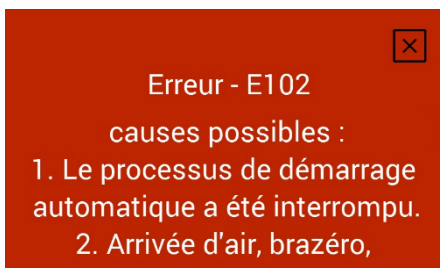 Erreur - E102
causes possibles :
1. Le processus de démarrage
automatique a été interrompu.
2. Arrivée d'air, brazéro,